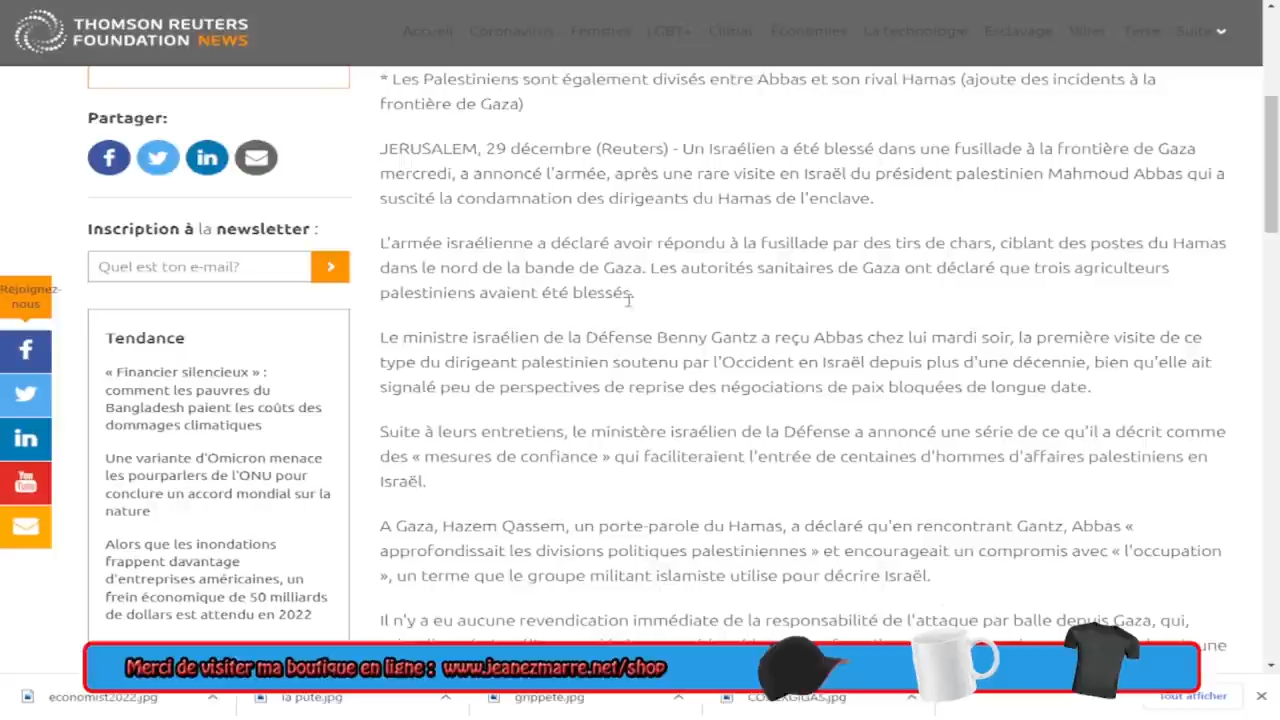 THOMSON REUTERS
FOUNDATION NEWS
Accueil Coronavirus Femmes LGBT+ Climat Economies La technologie Esclavage Villes Terre Suite
* Les Palestiniens sont également divisés entre Abbas et son rival Hamas (ajoute des incidents à la
frontière de Gaza)
Partager:
JERUSALEM, 29 décembre (Reuters) - Un Israélien a été blessé dans une fusillade à la frontière de Gaza
mercredi, a annoncé l'armée, après une rare visite en Israël du président palestinien Mahmoud Abbas qui a
suscité la condamnation des dirigeants du Hamas de l'enclave.
Inscription à la newsletter :
Quel est ton e-mail?
L'armée israélienne a déclaré avoir répondu à la fusillade par des tirs de chars, ciblant des postes du Hamas
dans le nord de la bande de Gaza. Les autorités sanitaires de Gaza ont déclaré que trois agriculteurs
palestiniens avaient été blessés.
Rejoignez-
nous
Tendance
« Financier silencieux » :
comment les pauvres du
Bangladesh paient les coûts des
dommages climatiques
Une variante d'Omicron menace
les pourparlers de l'ONU pour
conclure un accord mondial sur la
nature
Alors que les inondations
frappent davantage
d'entreprises américaines, un
frein économique de 50 milliards
de dollars est attendu en 2022
Le ministre israélien de la Défense Benny Gantz a reçu Abbas chez lui mardi soir, la première visite de ce
type du dirigeant palestinien soutenu par l'Occident en Israël depuis plus d'une décennie, bien qu'elle ait
signalé peu de perspectives de reprise des négociations de paix bloquées de longue date.
Suite à leurs entretiens, le ministère israélien de la Défense a annoncé une série de ce qu'il a décrit comme
des « mesures de confiance » qui faciliteraient l'entrée de centaines d'hommes d'affaires palestiniens en
Israël.
A Gaza, Hazem Qassem, un porte-parole du Hamas, a déclaré qu'en rencontrant Gantz, Abbas «
approfondissait les divisions politiques palestiniennes » et encourageait un compromis avec « l'occupation
», un terme que le groupe militant islamiste utilise pour décrire Israël.
Il n'y a eu aucune revendication immédiate de la responsabilité de l'attaque par balle depuis Gaza, qui,
Merci de visiter ma boutique en ligne : www.jeanezmarre.net/shop
economist2022.jpg
la pute.jpg
grippete.jpg
Tout afficher